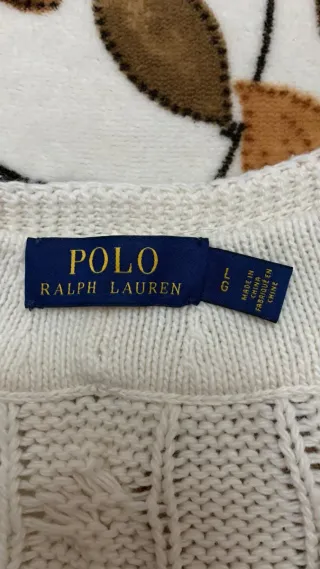 POLO
RALPH LAUREN
L
G
MADE IN
CHINA
FABRIQUÉ EN
CHINE